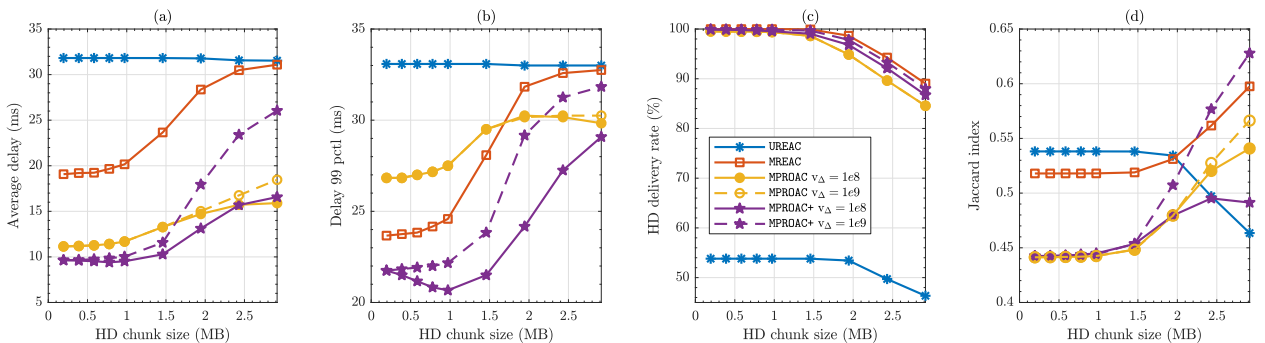 (a)
Average delay (ms)
35
30
25
20
15
10
5
0
0.5
1
1.5
2
2.5
HD chunk size (MB)
(b)
Delay 99 pctl (ms)
35
30
25
20
0
0.5
1
1.5
2
2.5
HD chunk size (MB)
(c)
HD delivery rate (%)
100
90
80
70
60
50
UREAC
MREAC
MPROAC v_Δ = 1e8
MPROAC v_Δ = 1e9
MPROAC+ v_Δ = 1e8
MPROAC+ v_Δ = 1e9
0
0.5
1
1.5
2
2.5
HD chunk size (MB)
(d)
Jaccard index
0.65
0.6
0.55
0.5
0.45
0.4
0
0.5
1
1.5
2
2.5
HD chunk size (MB)